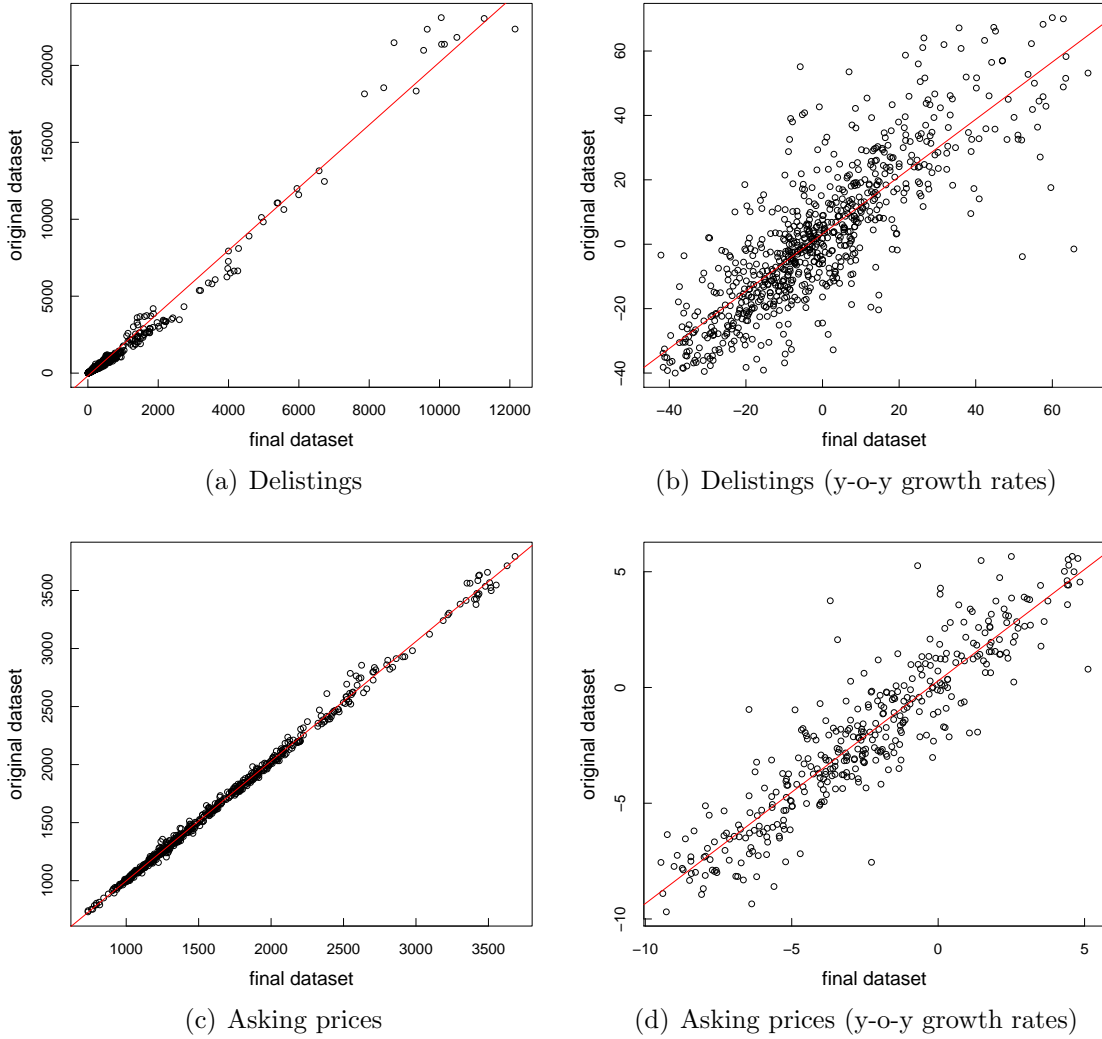 20000
15000
10000
5000
0
original dataset
0 2000 4000 6000 8000 10000 12000
final dataset
(a) Delistings
60
40
20
0
−20
−40
original dataset
−40 −20 0 20 40 60
final dataset
(b) Delistings (y-o-y growth rates)
3500
3000
2500
2000
1500
1000
original dataset
1000 1500 2000 2500 3000 3500
final dataset
(c) Asking prices
5
0
−5
−10
original dataset
−10 −5 0 5
final dataset
(d) Asking prices (y-o-y growth rates)